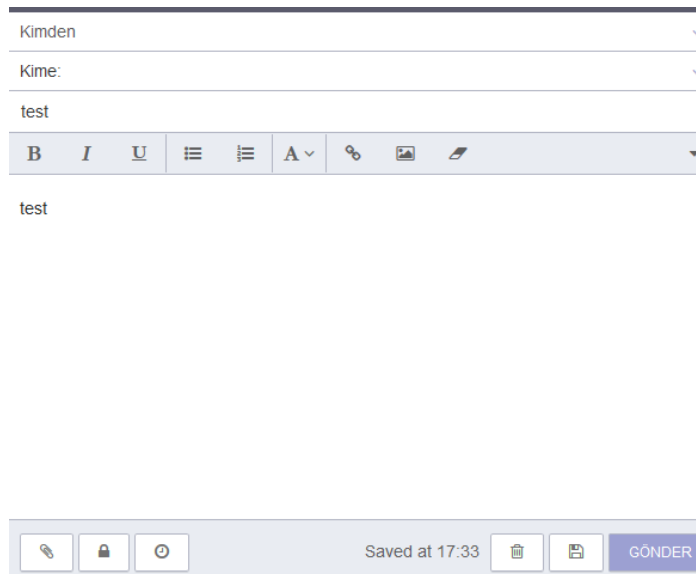 Kimden
Kime:
test
B I U A
test
Saved at 17:33 GÖNDER